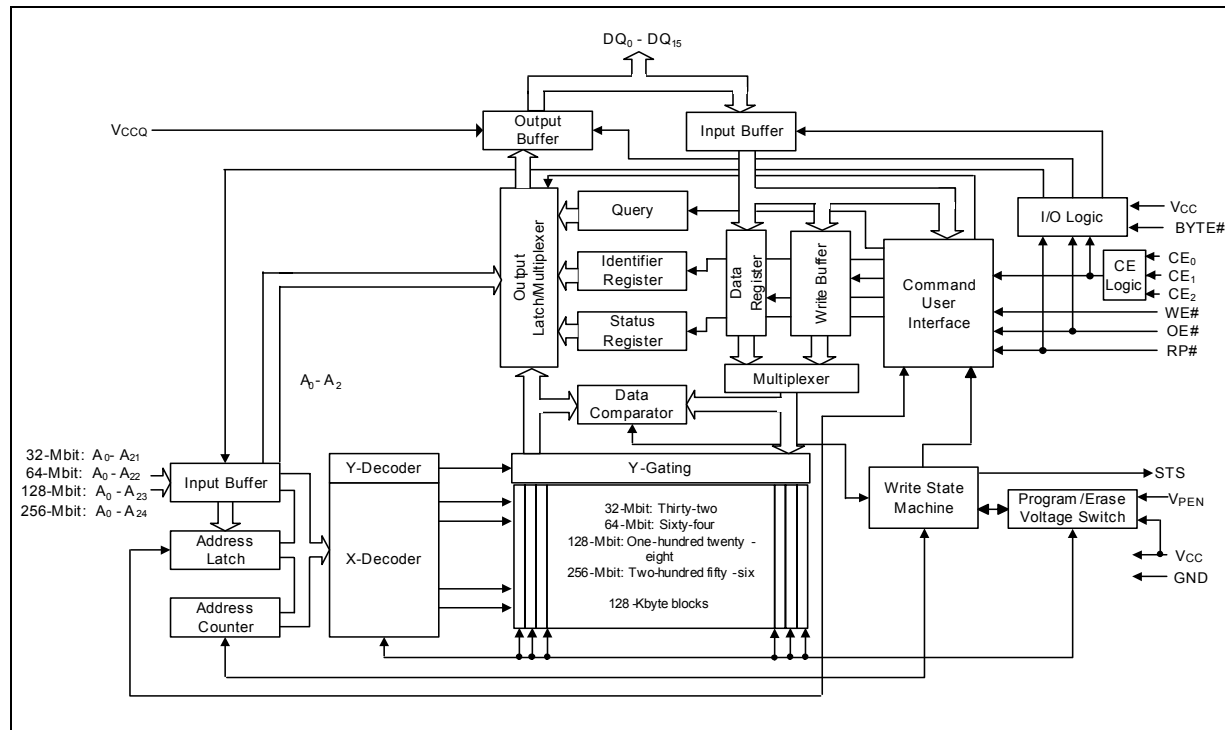 DQ0 - DQ15
VCCQ
Output
Buffer
Input Buffer
Output
Latch/Multiplexer
Query
Identifier
Register
Status
Register
Data
Register
Write Buffer
Command
User
Interface
I/O Logic
VCC
BYTE#
CE
Logic
CE0
CE1
CE2
WE#
OE#
RP#
Multiplexer
Data
Comparator
A0 - A2
32-Mbit: A0 - A21
64-Mbit: A0 - A22
128-Mbit: A0 - A23
256-Mbit: A0 - A24
Input Buffer
Address
Latch
Address
Counter
Y-Decoder
X-Decoder
Y-Gating
32-Mbit: Thirty-two
64-Mbit: Sixty-four
128-Mbit: One-hundred twenty -
eight
256-Mbit: Two-hundred fifty -six
128 -Kbyte blocks
Write State
Machine
STS
Program /Erase
Voltage Switch
VPEN
VCC
GND